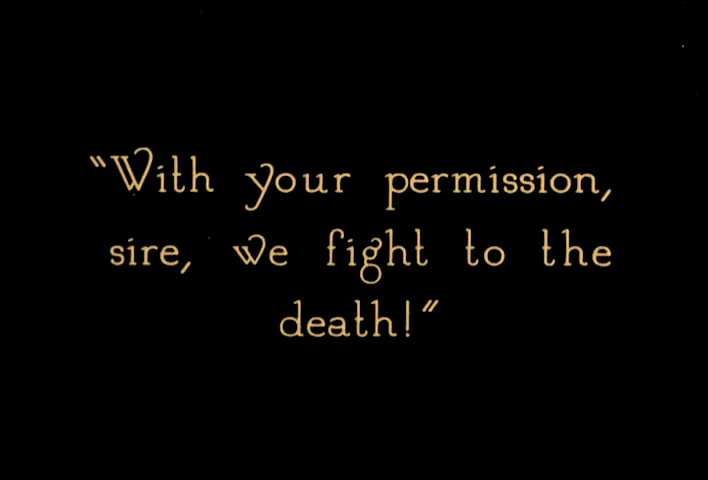 "With your permission,
sire, we fight to the
death!"